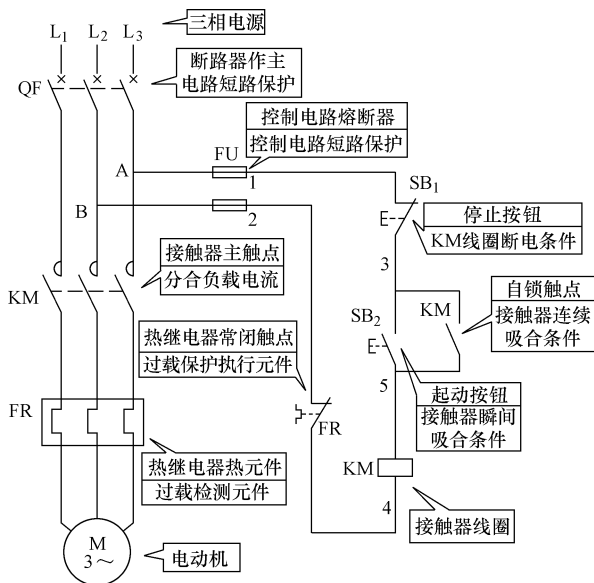 三相电源
L1 L2 L3
断路器作主
电路短路保护
QF
控制电路熔断器
控制电路短路保护
FU
A
1
SB1
B
2
停止按钮
KM线圈断电条件
接触器主触点
分合负载电流
3
KM
自锁触点
接触器连续
吸合条件
SB2
KM
热继电器常闭触点
过载保护执行元件
5
起动按钮
接触器瞬间
吸合条件
FR
FR
热继电器热元件
过载检测元件
KM
4
接触器线圈
M
3～
电动机